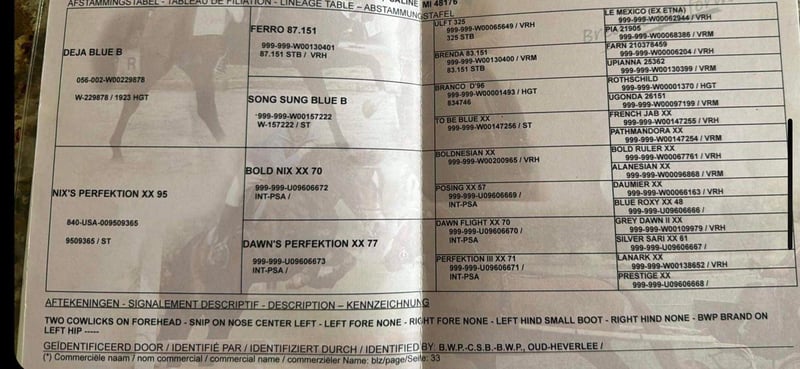 AFSTAMMINGSTABEL - TABLEAU DE FILIATION - LINEAGE TABLE – ABSTAMMUNGSTAFEL
SALINE MI 48176
DEJA BLUE B
056-002-W00229878
W-229878 / 1923 HGT
NIX'S PERFEKTION XX 95
840-USA-009509365
9509365 / ST
FERRO 87.151
999-999-W00130401
87.151 STB / VRH
SONG SUNG BLUE B
999-999-W00157222
W-157222 / ST
BOLD NIX XX 70
999-999-U09606672
INT-PSA /
DAWN'S PERFEKTION XX 77
999-999-U09606673
INT-PSA /
ULFT 325
999-999-W00065649 / VRH
325 STB
BRENDA 83.151
999-999-W00130400 / VRM
83.151 STB
BRANCO D'96
999-999-W00001493 / HGT
834746
TO BE BLUE XX
999-999-W00147256 / ST
BOLDNESIAN XX
999-999-W00200965 / VRH
POSING XX 57
999-999-U09606669 /
INT-PSA
DAWN FLIGHT XX 70
999-999-U09606670 /
INT-PSA
PERFEKTION III XX 71
999-999-U09606671 /
INT-PSA
LE MEXICO (EX ETNA)
999-999-W00062944 / VRH
PIA 21905
999-999-W00068386 / VRM
FARN 210378459
999-999-W00006204 / VRH
UPIANNA 25362
999-999-W00130399 / VRM
ROTHSCHILD
999-999-W00001370 / HGT
UGONDA 26151
999-999-W00097199 / VRM
FRENCH JAB XX
999-999-W00147255 / VRH
PATHMANDORA XX
999-999-W00147254 / VRM
BOLD RULER XX
999-999-W00067761 / VRH
ALANESIAN XX
999-999-W00096868 / VRM
DAUMIER XX
999-999-W00066163 / VRH
BLUE ROXY XX 48
999-999-U09606666 /
GREY DAWN II XX
999-999-W00109979 / VRH
SILVER SARI XX 61
999-999-U09606667 /
LANARK XX
999-999-W00138652 / VRH
PRESTIGE XX
999-999-U09606668 /
AFTEKENINGEN - SIGNALEMENT DESCRIPTIF - DESCRIPTION – KENNZEICHNUNG
TWO COWLICKS ON FOREHEAD - SNIP ON NOSE CENTER LEFT - LEFT FORE NONE - RIGHT FORE NONE - LEFT HIND SMALL BOOT - RIGHT HIND NONE - BWP BRAND ON
LEFT HIP -----
GEÏDENTIFICEERD DOOR / IDENTIFIÉ PAR / IDENTIFIZIERT DURCH / IDENTIFIED BY: B.W.P.-C.S.B.-B.W.P., OUD-HEVERLEE /
(*) Commerciële naam / nom commercial / commercial name / commerziëler Name: blz/page/Seite: 33